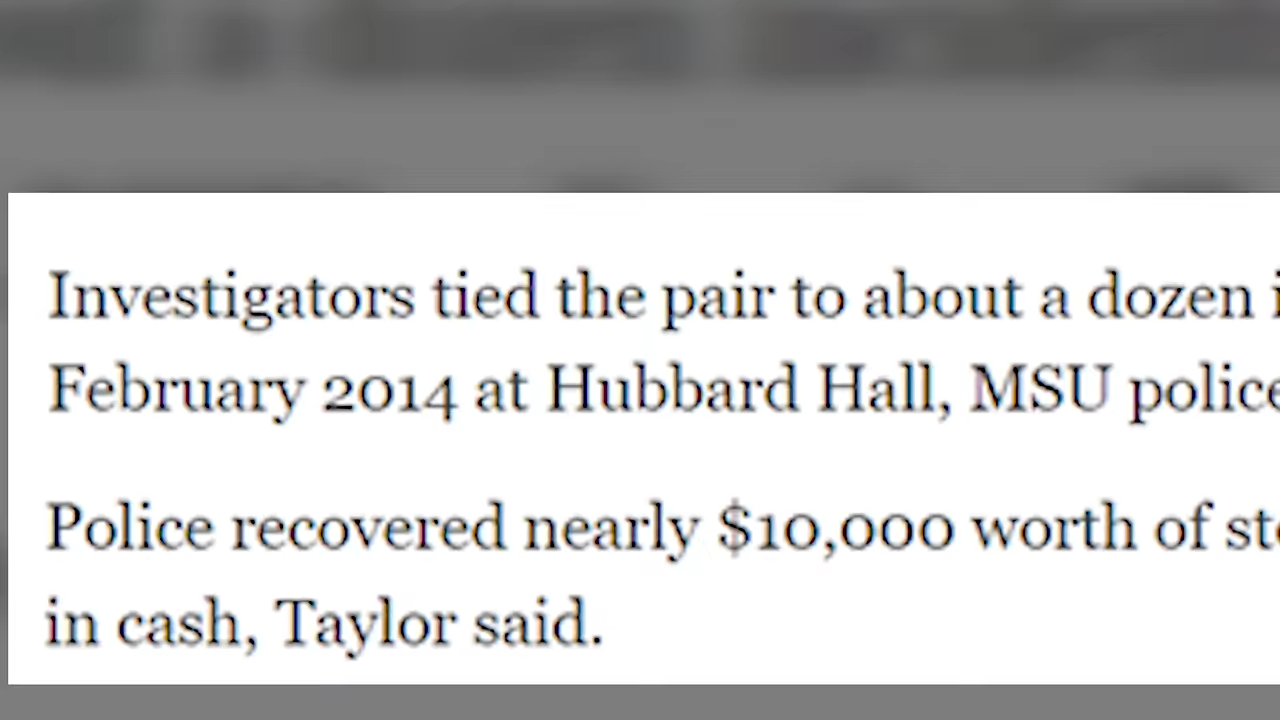 Investigators tied the pair to about a dozen
February 2014 at Hubbard Hall, MSU police
Police recovered nearly $10,000 worth of
in cash, Taylor said.